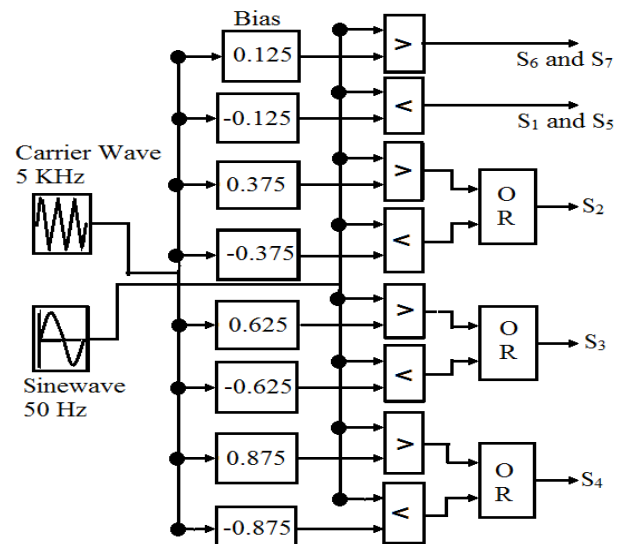 Bias
0.125
>
S₆ and S₇
-0.125
<
S₁ and S₅
Carrier Wave
5 KHz
0.375
>
O
R
S₂
-0.375
<
Sinewave
50 Hz
0.625
>
O
R
S₃
-0.625
<
0.875
>
O
R
S₄
-0.875
<